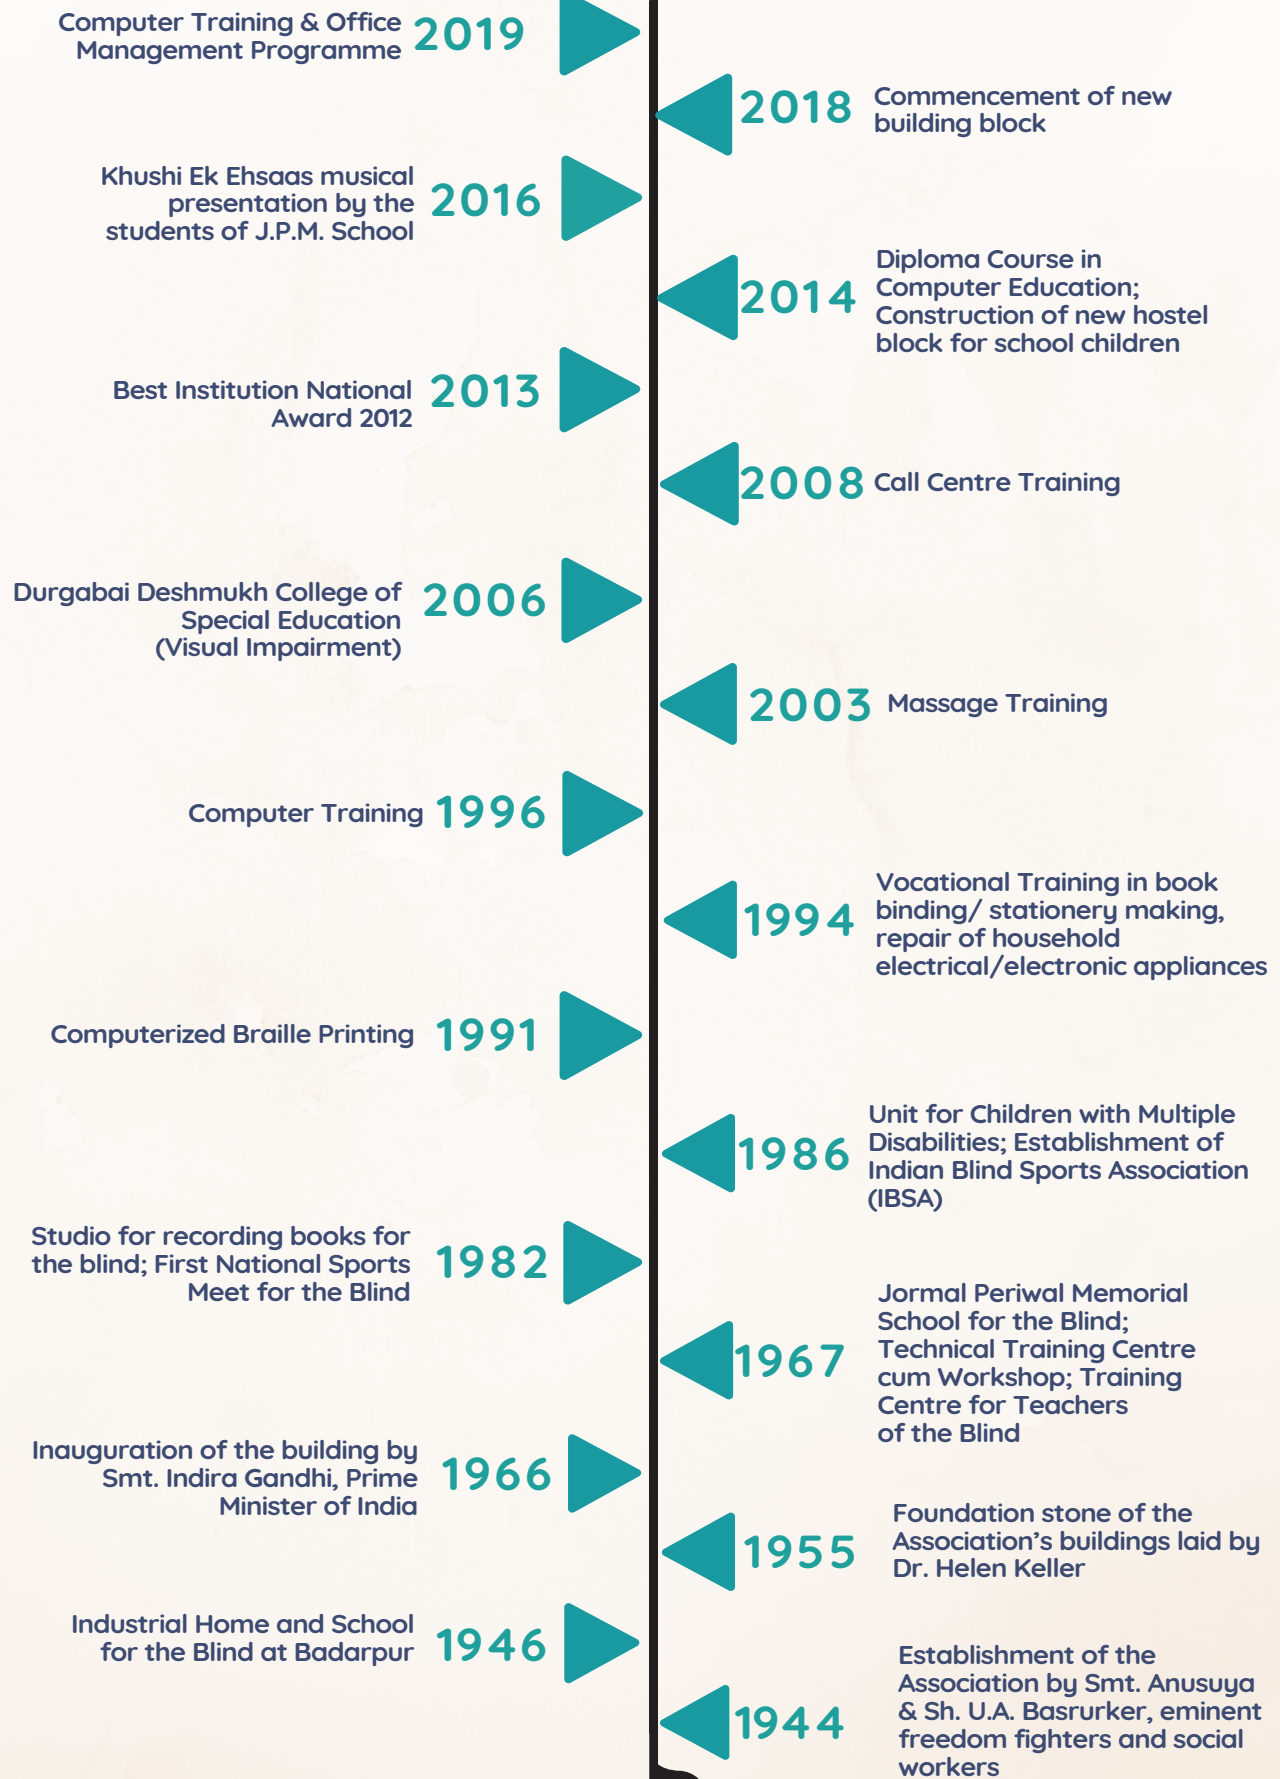 Computer Training & Office
Management Programme
2019
2018
Commencement of new
building block
Khushi Ek Ehsaas musical
presentation by the
students of J.P.M. School
2016
2014
Diploma Course in
Computer Education;
Construction of new hostel
block for school children
Best Institution National
Award 2012
2013
2008
Call Centre Training
Durgabai Deshmukh College of
Special Education
(Visual Impairment)
2006
2003
Massage Training
Computer Training
1996
1994
Vocational Training in book
binding/ stationery making,
repair of household
electrical/electronic appliances
Computerized Braille Printing
1991
1986
Unit for Children with Multiple
Disabilities; Establishment of
Indian Blind Sports Association
(IBSA)
Studio for recording books for
the blind; First National Sports
Meet for the Blind
1982
1967
Jormal Periwal Memorial
School for the Blind;
Technical Training Centre
cum Workshop; Training
Centre for Teachers
of the Blind
Inauguration of the building by
Smt. Indira Gandhi, Prime
Minister of India
1966
1955
Foundation stone of the
Association’s buildings laid by
Dr. Helen Keller
Industrial Home and School
for the Blind at Badarpur
1946
1944
Establishment of the
Association by Smt. Anusuya
& Sh. U.A. Basrurker, eminent
freedom fighters and social
workers